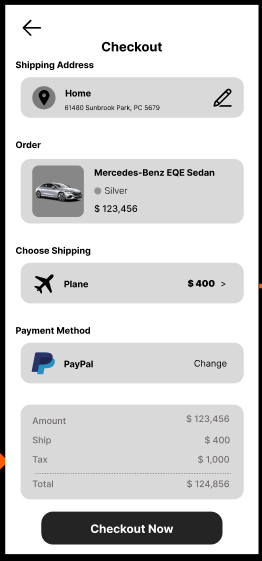 Checkout
Shipping Address
Home
61480 Sunbrook Park, PC 5679
Order
Mercedes-Benz EQE Sedan
Silver
$ 123,456
Choose Shipping
Plane $ 400 >
Payment Method
PayPal Change
Amount $ 123,456
Ship $ 400
Tax $ 1,000
Total $ 124,856
Checkout Now